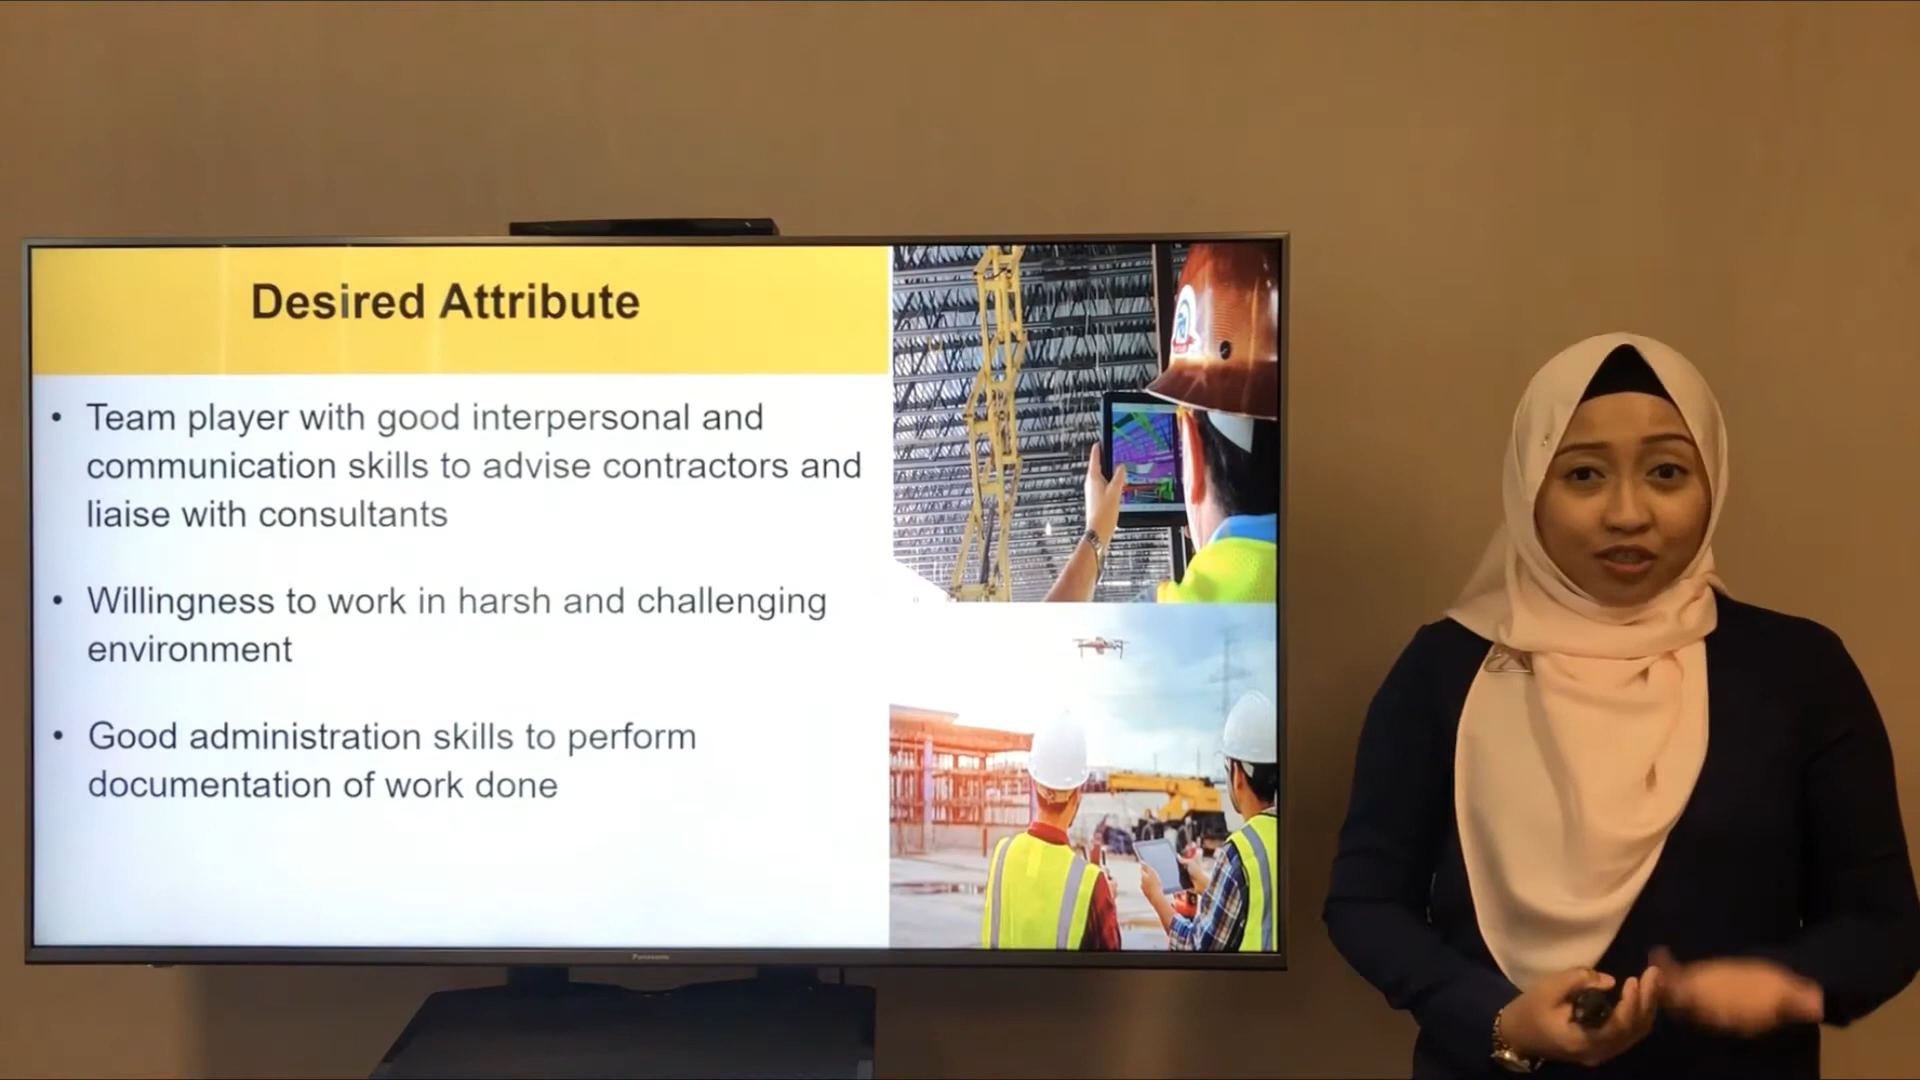 Desired Attribute
• Team player with good interpersonal and
communication skills to advise contractors and
liaise with consultants
• Willingness to work in harsh and challenging
environment
• Good administration skills to perform
documentation of work done
Panasonic